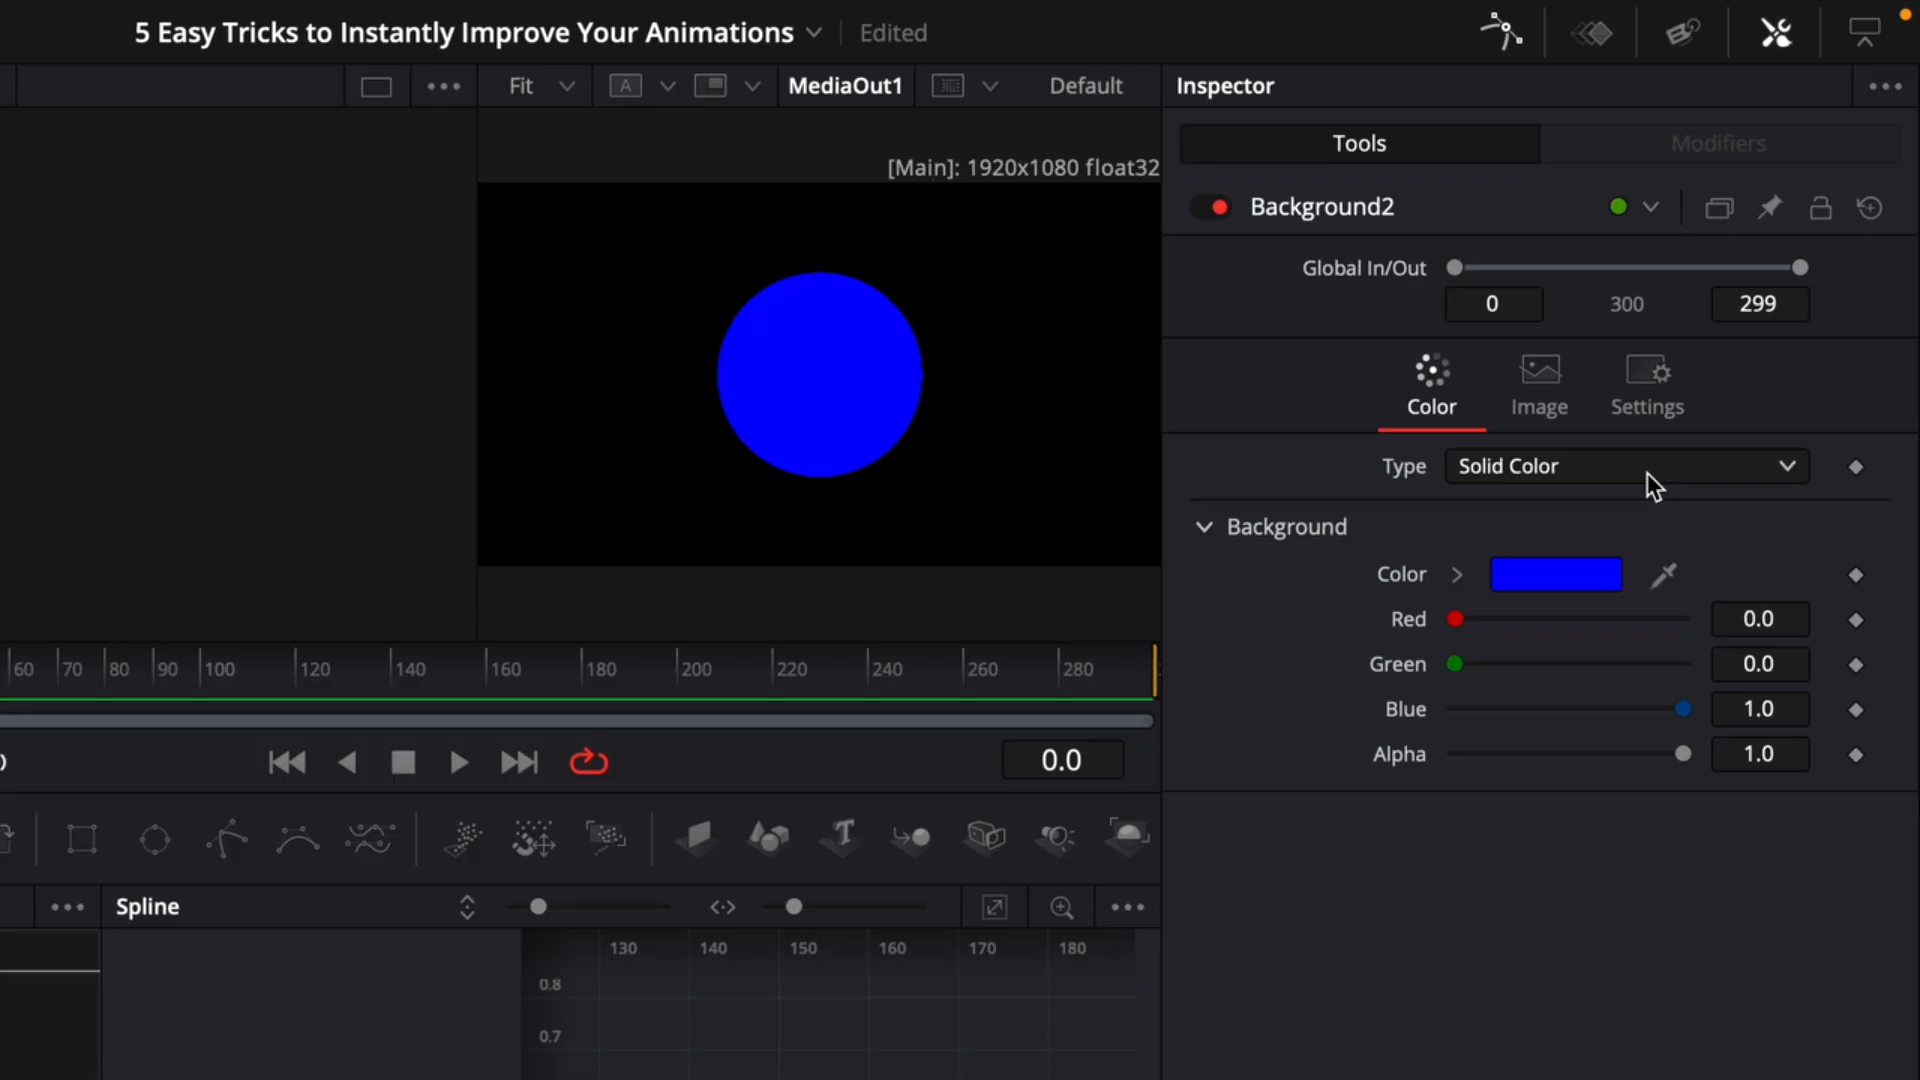 5 Easy Tricks to Instantly Improve Your Animations
Edited
Fit
A
MediaOut1
Default
Inspector
Tools
Modifiers
[Main]: 1920x1080 float32
Background2
Global In/Out
0
300
299
Color
Image
Settings
Type
Solid Color
Background
Color
Red
0.0
Green
0.0
Blue
1.0
Alpha
1.0
60 70 80 90 100 120 140 160 180 200 220 240 260 280
0.0
T
Spline
130 140 150 160 170 180
0.8
0.7